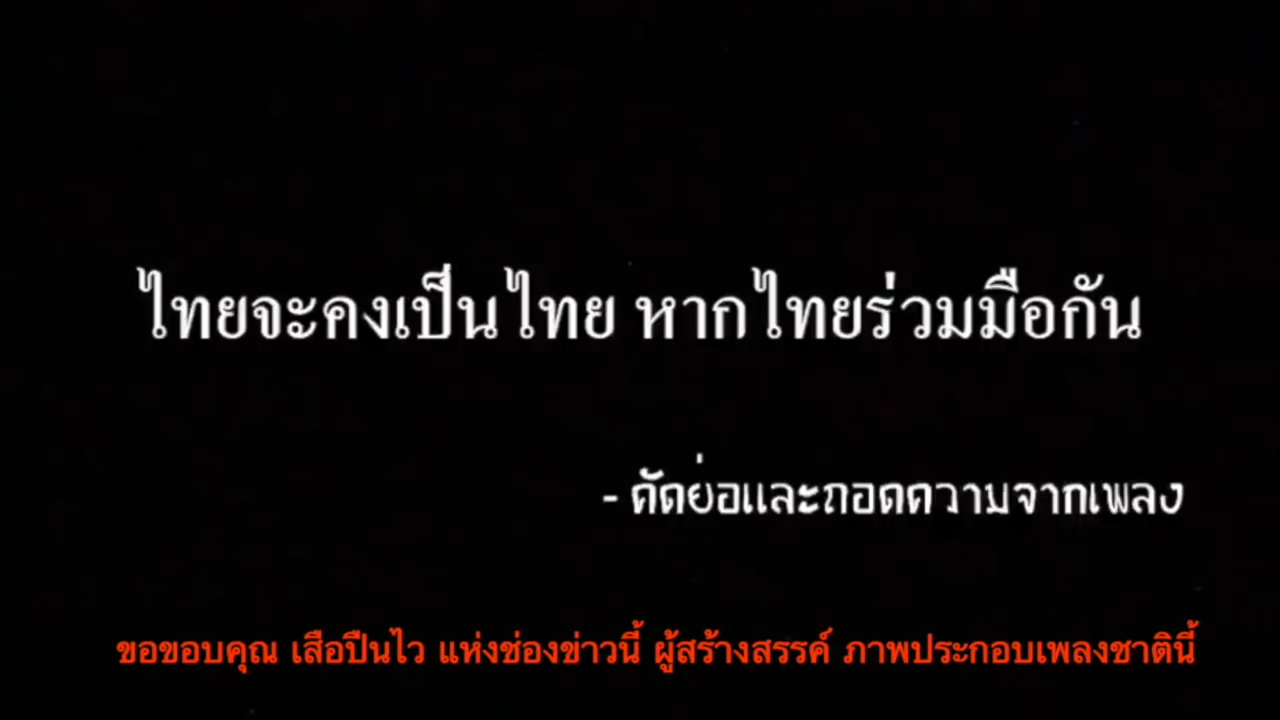 ไทยจะคงเป็นไทย หากไทยร่วมมือกัน
- คัดย่อและถอดความจากเพลง
ขอขอบคุณ เสือปืนไว แห่งช่องข่าวนี้ ผู้สร้างสรรค์ ภาพประกอบเพลงชาตินี้